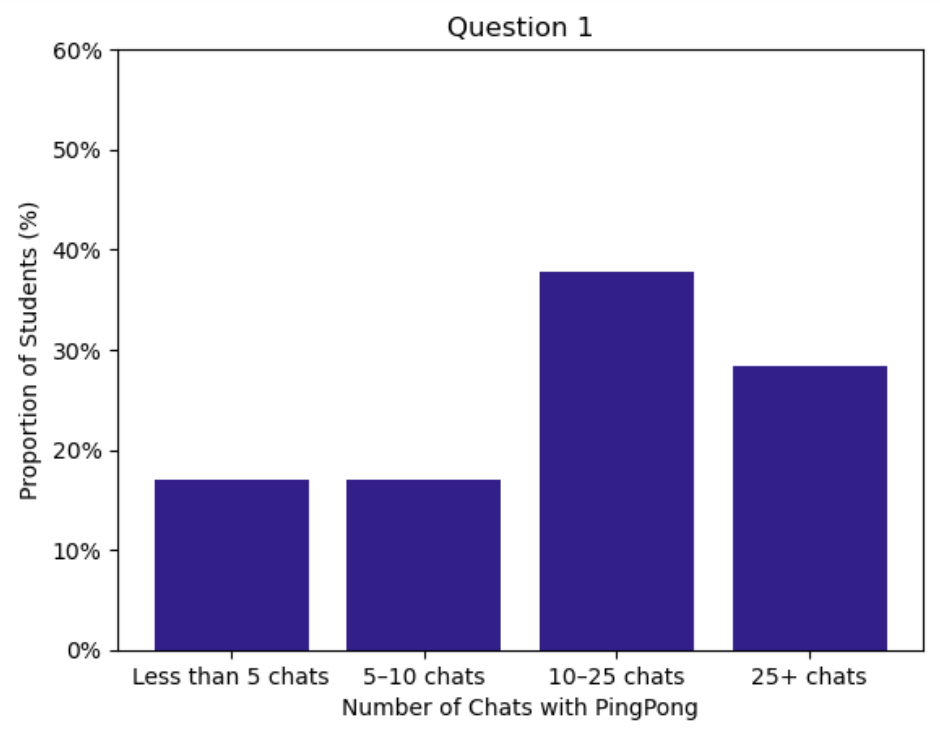 Question 1
60%
50%
40%
30%
20%
10%
0%
Proportion of Students (%)
Less than 5 chats
5–10 chats
10–25 chats
25+ chats
Number of Chats with PingPong